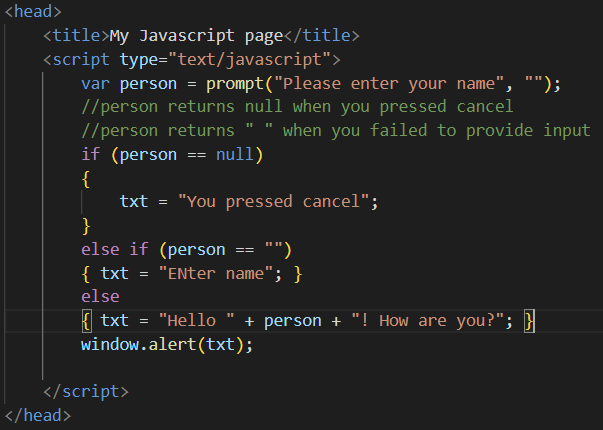 <head>
<title>My Javascript page</title>
<script type="text/javascript">
var person = prompt("Please enter your name", "");
//person returns null when you pressed cancel
//person returns " " when you failed to provide input
if (person == null)
{
txt = "You pressed cancel";
}
else if (person == "")
{ txt = "ENter name"; }
else
{ txt = "Hello " + person + "! How are you?"; }
window.alert(txt);
</script>
</head>